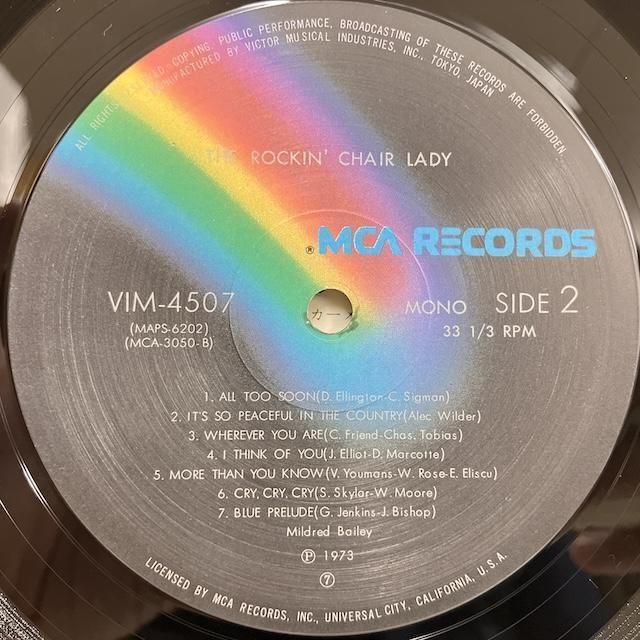 ALL RIGHTS RESERVED. COPYING, PUBLIC PERFORMANCE, BROADCASTING OF THESE RECORDS ARE FORBIDDEN.
MANUFACTURED BY VICTOR MUSICAL INDUSTRIES, INC., TOKYO, JAPAN
THE ROCKIN' CHAIR LADY
® MCA RECORDS
VIM-4507
(MAPS-6202)
(MCA-3050-B)
カー
MONO SIDE 2
33 1/3 RPM
1. ALL TOO SOON(D. Ellington-C. Sigman)
2. IT'S SO PEACEFUL IN THE COUNTRY(Alec Wilder)
3. WHEREVER YOU ARE(C. Friend-Chas. Tobias)
4. I THINK OF YOU(J. Elliot-D. Marcotte)
5. MORE THAN YOU KNOW(V. Youmans-W. Rose-E. Eliscu)
6. CRY, CRY, CRY(S. Skylar-W. Moore)
7. BLUE PRELUDE(G. Jenkins-J. Bishop)
Mildred Bailey
Ⓟ 1973
⑦
LICENSED BY MCA RECORDS, INC., UNIVERSAL CITY, CALIFORNIA, U.S.A.